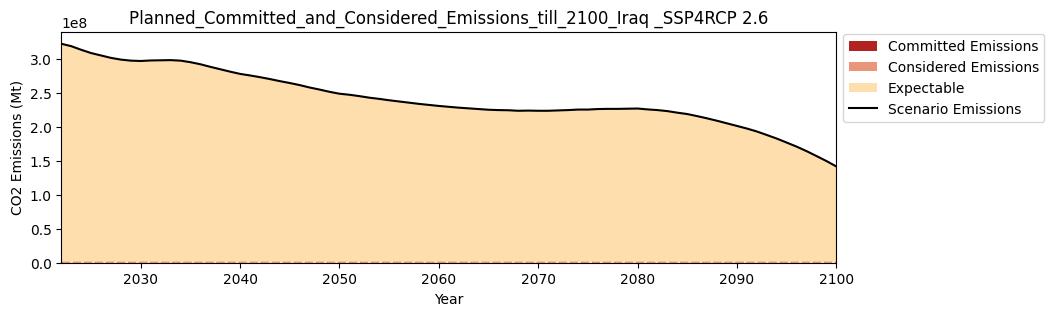 Planned_Committed_and_Considered_Emissions_till_2100_Iraq _SSP4RCP 2.6
1e8
3.0
2.5
2.0
1.5
1.0
0.5
0.0
CO2 Emissions (Mt)
2030 2040 2050 2060 2070 2080 2090 2100
Year
Committed Emissions
Considered Emissions
Expectable
Scenario Emissions